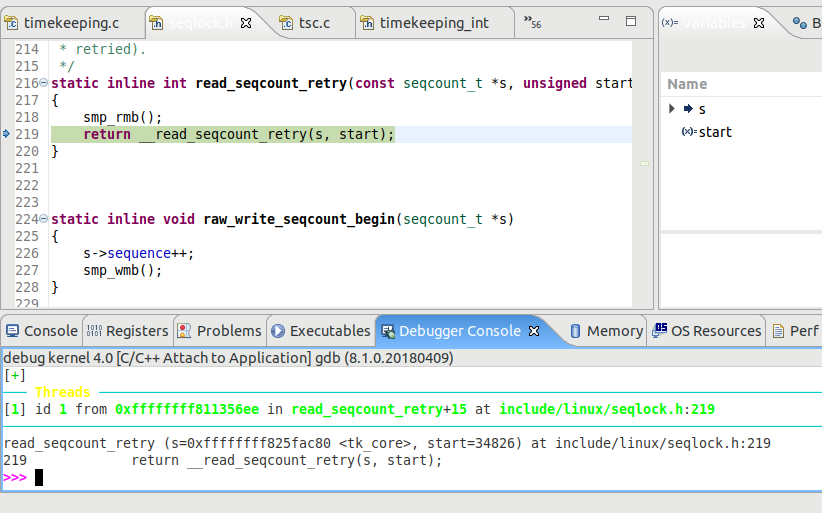 timekeeping.c seqlock.h tsc.c timekeeping_int »56 (x)= Variables B
214 * retried).
215 */
216 static inline int read_seqcount_retry(const seqcount_t *s, unsigned start
217 {
218 smp_rmb();
219 return __read_seqcount_retry(s, start);
220 }
221
222
223
224 static inline void raw_write_seqcount_begin(seqcount_t *s)
225 {
226 s->sequence++;
227 smp_wmb();
228 }
229
Name
s
(x)= start
Console Registers Problems Executables Debugger Console Memory OS Resources Perf
debug kernel 4.0 [C/C++ Attach to Application] gdb (8.1.0.20180409)
[+]
Threads
[1] id 1 from 0xffffffff811356ee in read_seqcount_retry+15 at include/linux/seqlock.h:219
read_seqcount_retry (s=0xffffffff825fac80 <tk_core>, start=34826) at include/linux/seqlock.h:219
219 return __read_seqcount_retry(s, start);
>>>